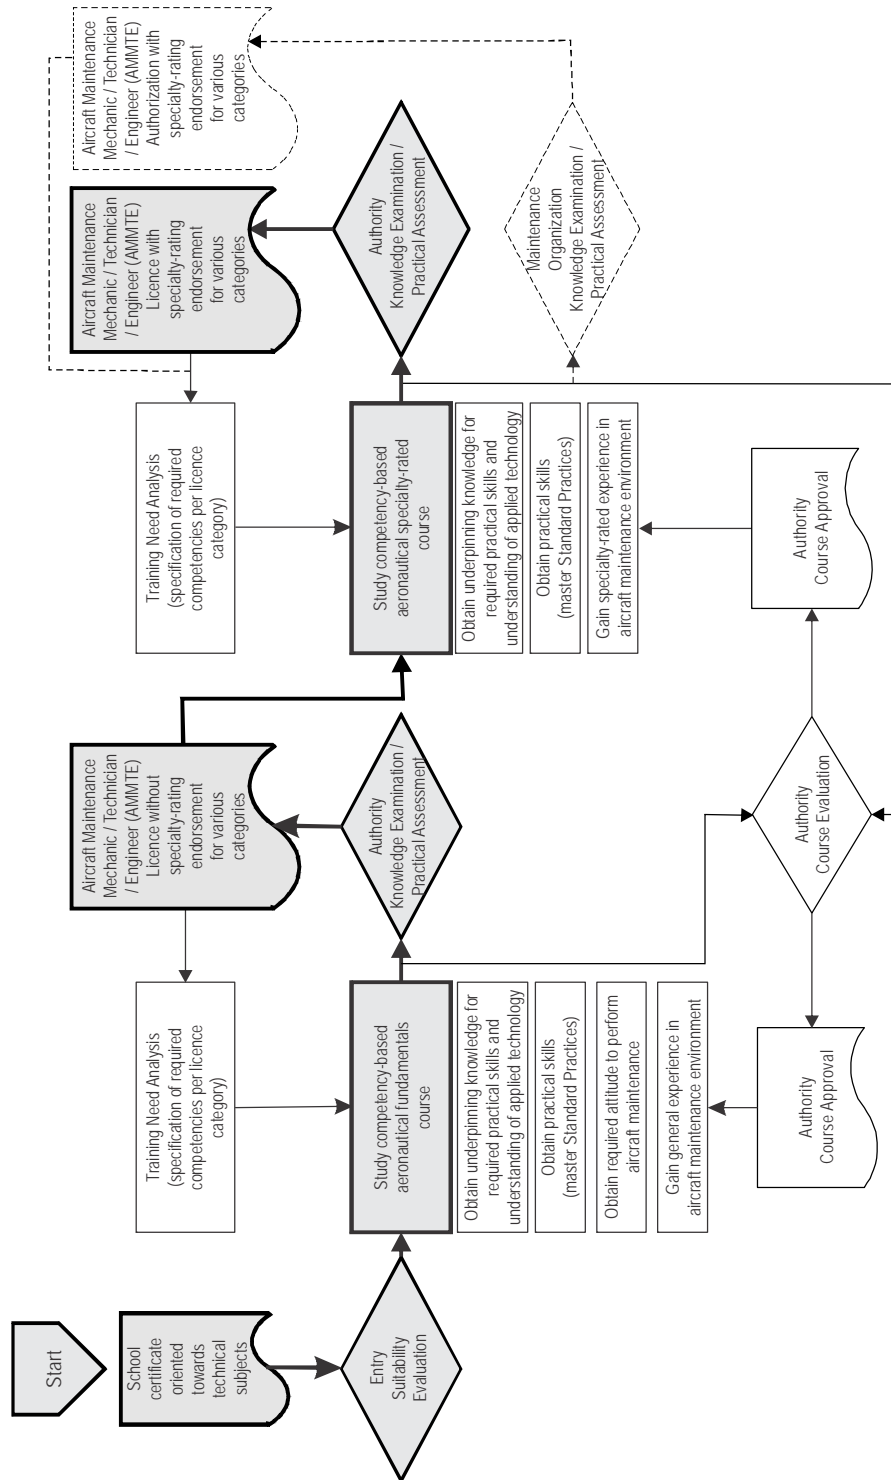 Start
School
certificate
oriented
towards
technical
subjects
Entry
Suitability
Evaluation
Training Need Analysis
(specification of required
competencies per licence
category)
Study competency-based
aeronautical fundamentals
course
Obtain underpinning knowledge for
required practical skills and
understanding of applied technology
Obtain practical skills
(master Standard Practices)
Obtain required attitude to perform
aircraft maintenance
Gain general experience in
aircraft maintenance environment
Authority
Course Approval
Aircraft Maintenance
Mechanic / Technician
/ Engineer (AMMTE)
Licence without
specialty-rating
endorsement
for various
categories
Authority
Knowledge Examination /
Practical Assessment
Authority
Course Evaluation
Training Need Analysis
(specification of required
competencies per licence
category)
Study competency-based
aeronautical specialty-rated
course
Obtain underpinning knowledge for
required practical skills and
understanding of applied technology
Obtain practical skills
(master Standard Practices)
Gain specialty-rated experience in
aircraft maintenance environment
Authority
Course Approval
Aircraft Maintenance
Mechanic / Technician
/ Engineer (AMMTE)
Licence with
specialty-rating
endorsement
for various
categories
Authority
Knowledge Examination /
Practical Assessment
Aircraft Maintenance
Mechanic / Technician
/ Engineer (AMMTE)
Authorization with
specialty-rating
endorsement
for various
categories
Maintenance
Organization
Knowledge Examination /
Practical Assessment